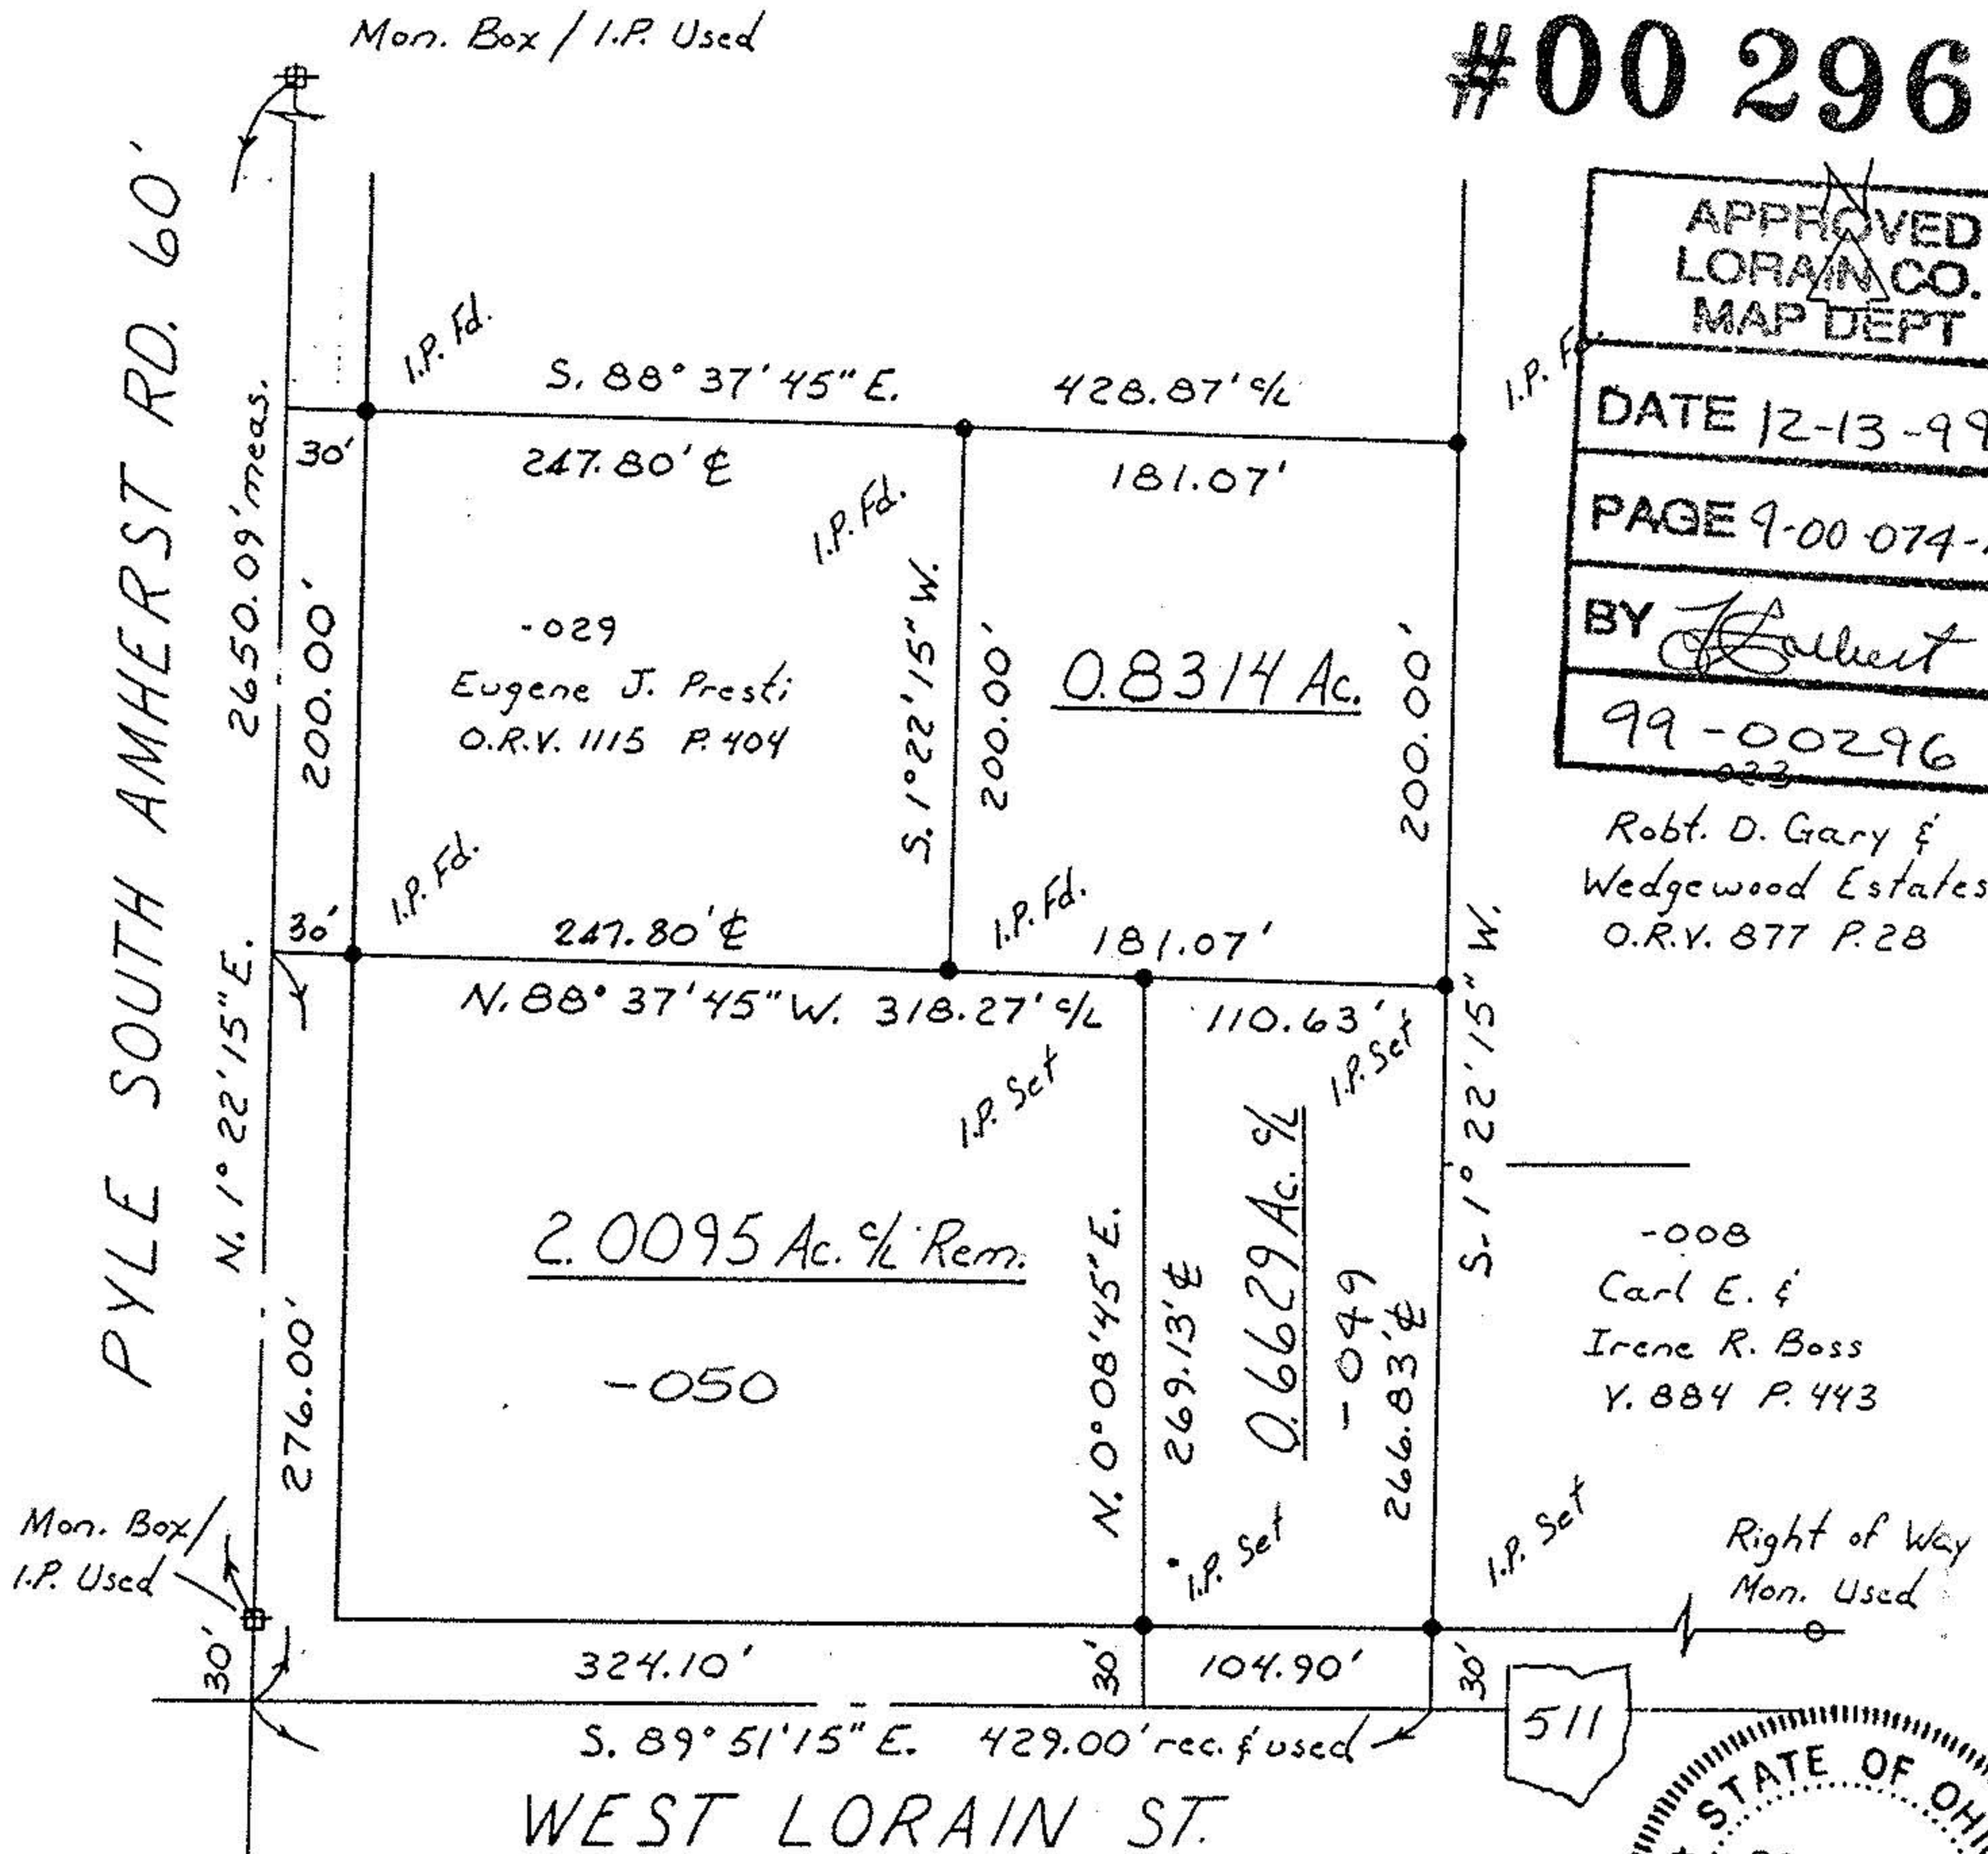 Mon. Box / I.P. Used
#00 296
N
APPROVED
LORAIN CO.
MAP DEPT
DATE 12-13-99
PAGE 9-00-074-
BY
99-00296
023
Robt. D. Gary &
Wedgewood Estates
O.R.V. 877 P. 28
PYLE SOUTH AMHERST RD. 60'
2650.09' meas.
N. 1° 22' 15" E.
I.P. Fd.
S. 88° 37' 45" E. 428.87' c/L
I.P. Fd.
30'
247.80' ℄
I.P. Fd.
181.07'
200.00'
-029
Eugene J. Presti
O.R.V. 1115 P. 404
S. 1° 22' 15" W.
200.00'
0.8314 Ac.
200.00'
I.P. Fd.
30'
247.80' ℄
I.P. Fd.
181.07'
N. 88° 37' 45" W. 318.27' c/L
110.63'
I.P. Set
I.P. Set
S. 1° 22' 15" W.
2.0095 Ac. c/L Rem.
-050
276.00'
N. 0° 08' 45" E.
269.13' ℄
0.6629 Ac. c/L
-049
266.83' ℄
-008
Carl E. &
Irene R. Boss
V. 884 P. 443
Mon. Box /
I.P. Used
I.P. Set
I.P. Set
Right of Way
Mon. Used
30'
324.10'
30'
104.90'
30'
511
S. 89° 51' 15" E. 429.00' rec. & used
WEST LORAIN ST.
STATE OF OHI